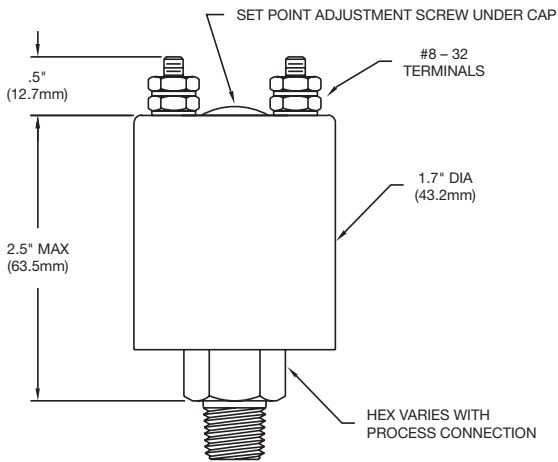 SET POINT ADJUSTMENT SCREW UNDER CAP
.5"
(12.7mm)
#8 – 32
TERMINALS
1.7" DIA
(43.2mm)
2.5" MAX
(63.5mm)
HEX VARIES WITH
PROCESS CONNECTION